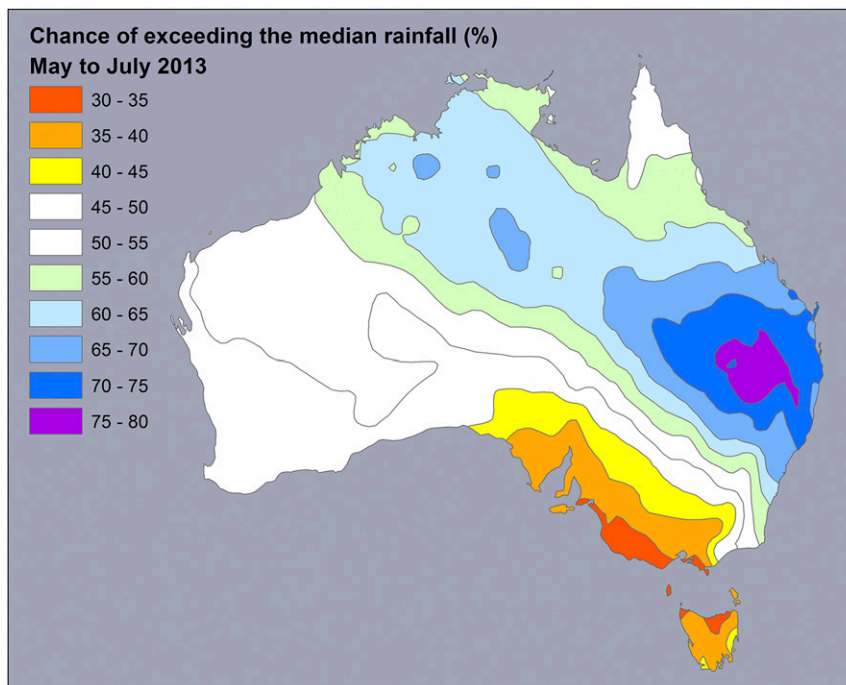 Chance of exceeding the median rainfall (%)
May to July 2013
30 - 35
35 - 40
40 - 45
45 - 50
50 - 55
55 - 60
60 - 65
65 - 70
70 - 75
75 - 80